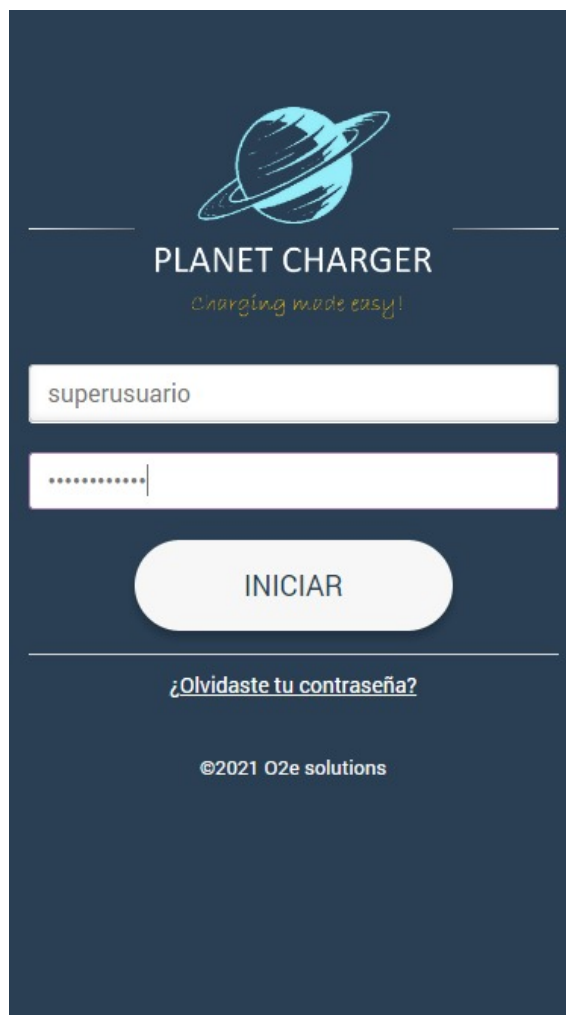 PLANET CHARGER
Charging made easy!
superusuario
••••••••••••
INICIAR
¿Olvidaste tu contraseña?
©2021 O2e solutions